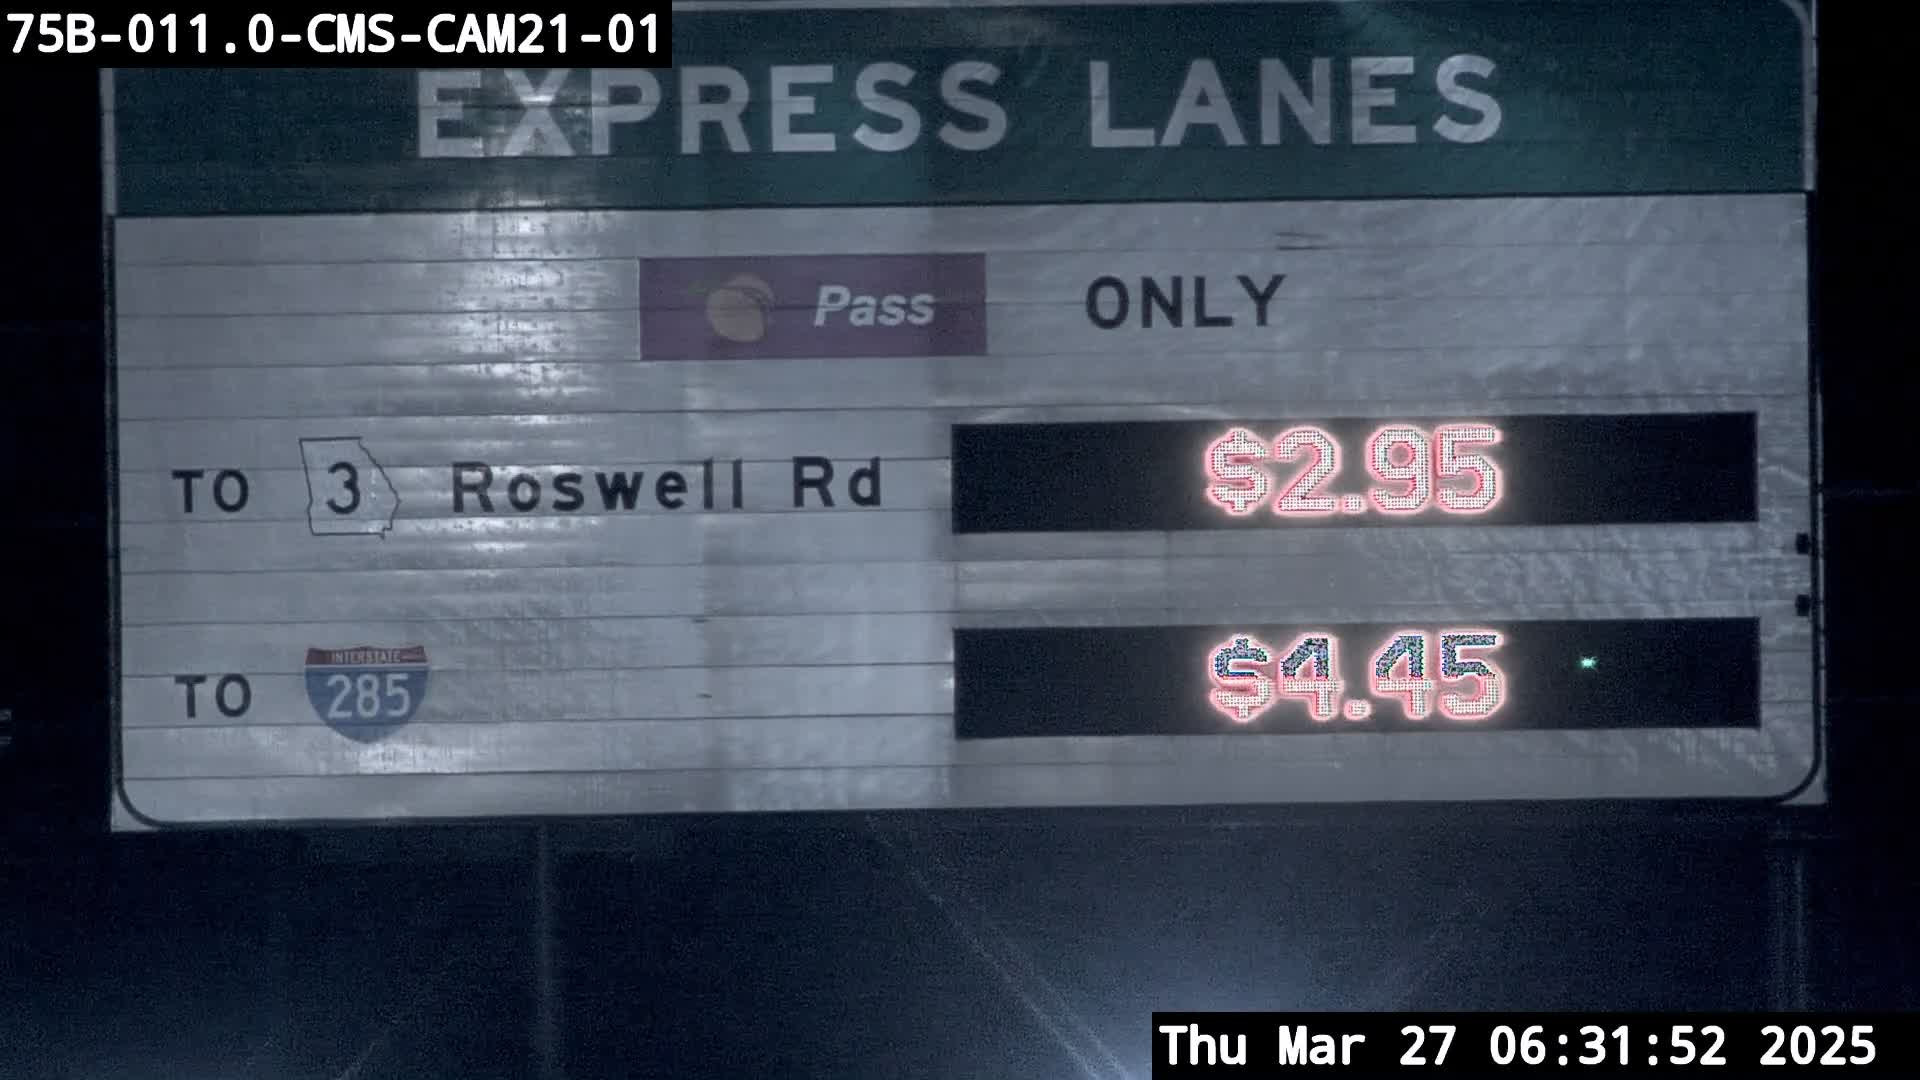 75B-011.0-CMS-CAM21-01
EXPRESS LANES
Pass ONLY
TO 3 Roswell Rd $2.95
INTERSTATE
TO 285 $4.45
Thu Mar 27 06:31:52 2025